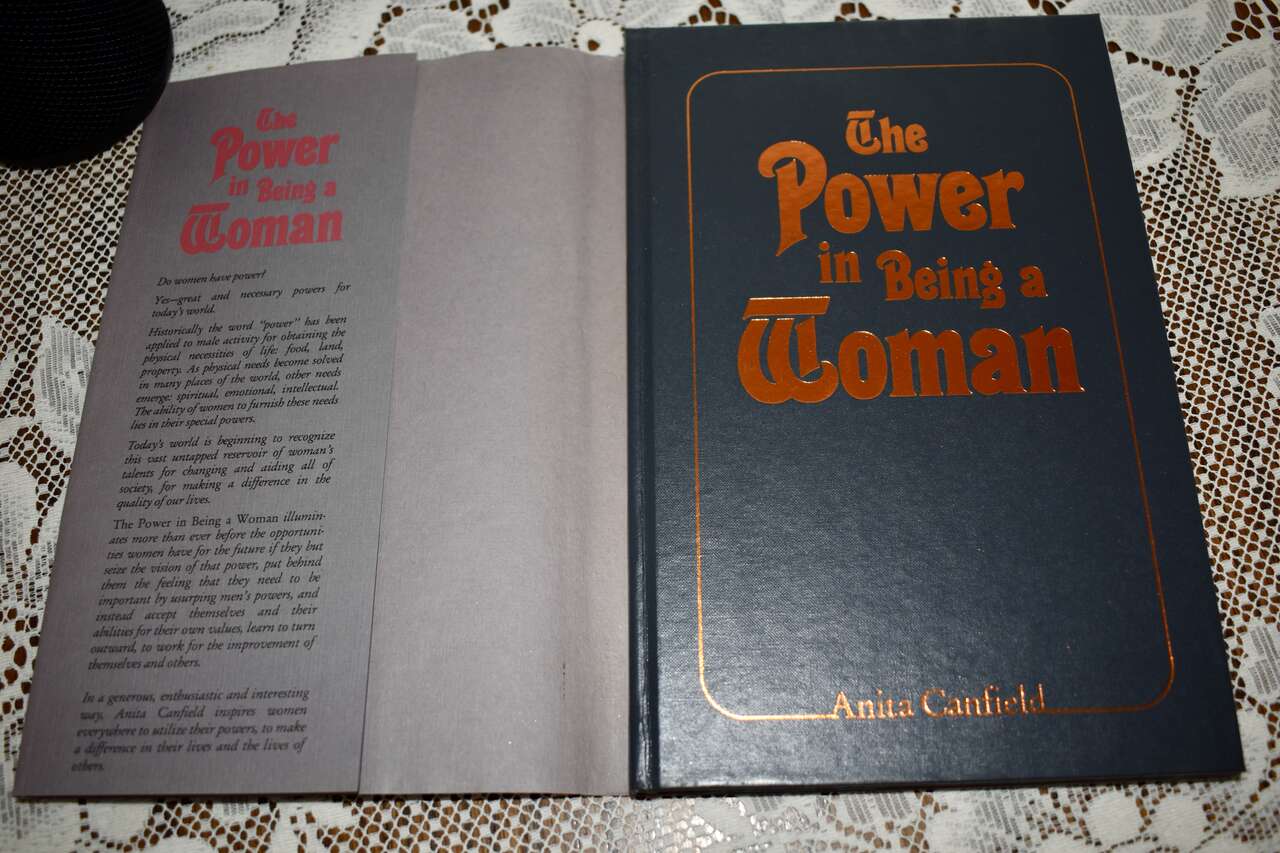 The
Power
in Being a
Woman
Do women have power?
Yes—great and necessary powers for
today's world.
Historically the word "power" has been
applied to male activity for obtaining the
physical necessities of life: food, land,
property. As physical needs become solved
in many places of the world, other needs
emerge: spiritual, emotional, intellectual.
The ability of women to furnish these needs
lies in their special powers.
Today's world is beginning to recognize
this vast untapped reservoir of woman's
talents for changing and aiding all of
society, for making a difference in the
quality of our lives.
The Power in Being a Woman illumin-
ates more than ever before the opportuni-
ties women have for the future if they but
seize the vision of that power, put behind
them the feeling that they need to be
important by usurping men's powers, and
instead accept themselves and their
abilities for their own values, learn to turn
outward, to work for the improvement of
themselves and others.
In a generous, enthusiastic and interesting
way, Anita Canfield inspires women
everywhere to utilize their powers, to make
a difference in their lives and the lives of
others.
The
Power
in Being a
Woman
Anita Canfield